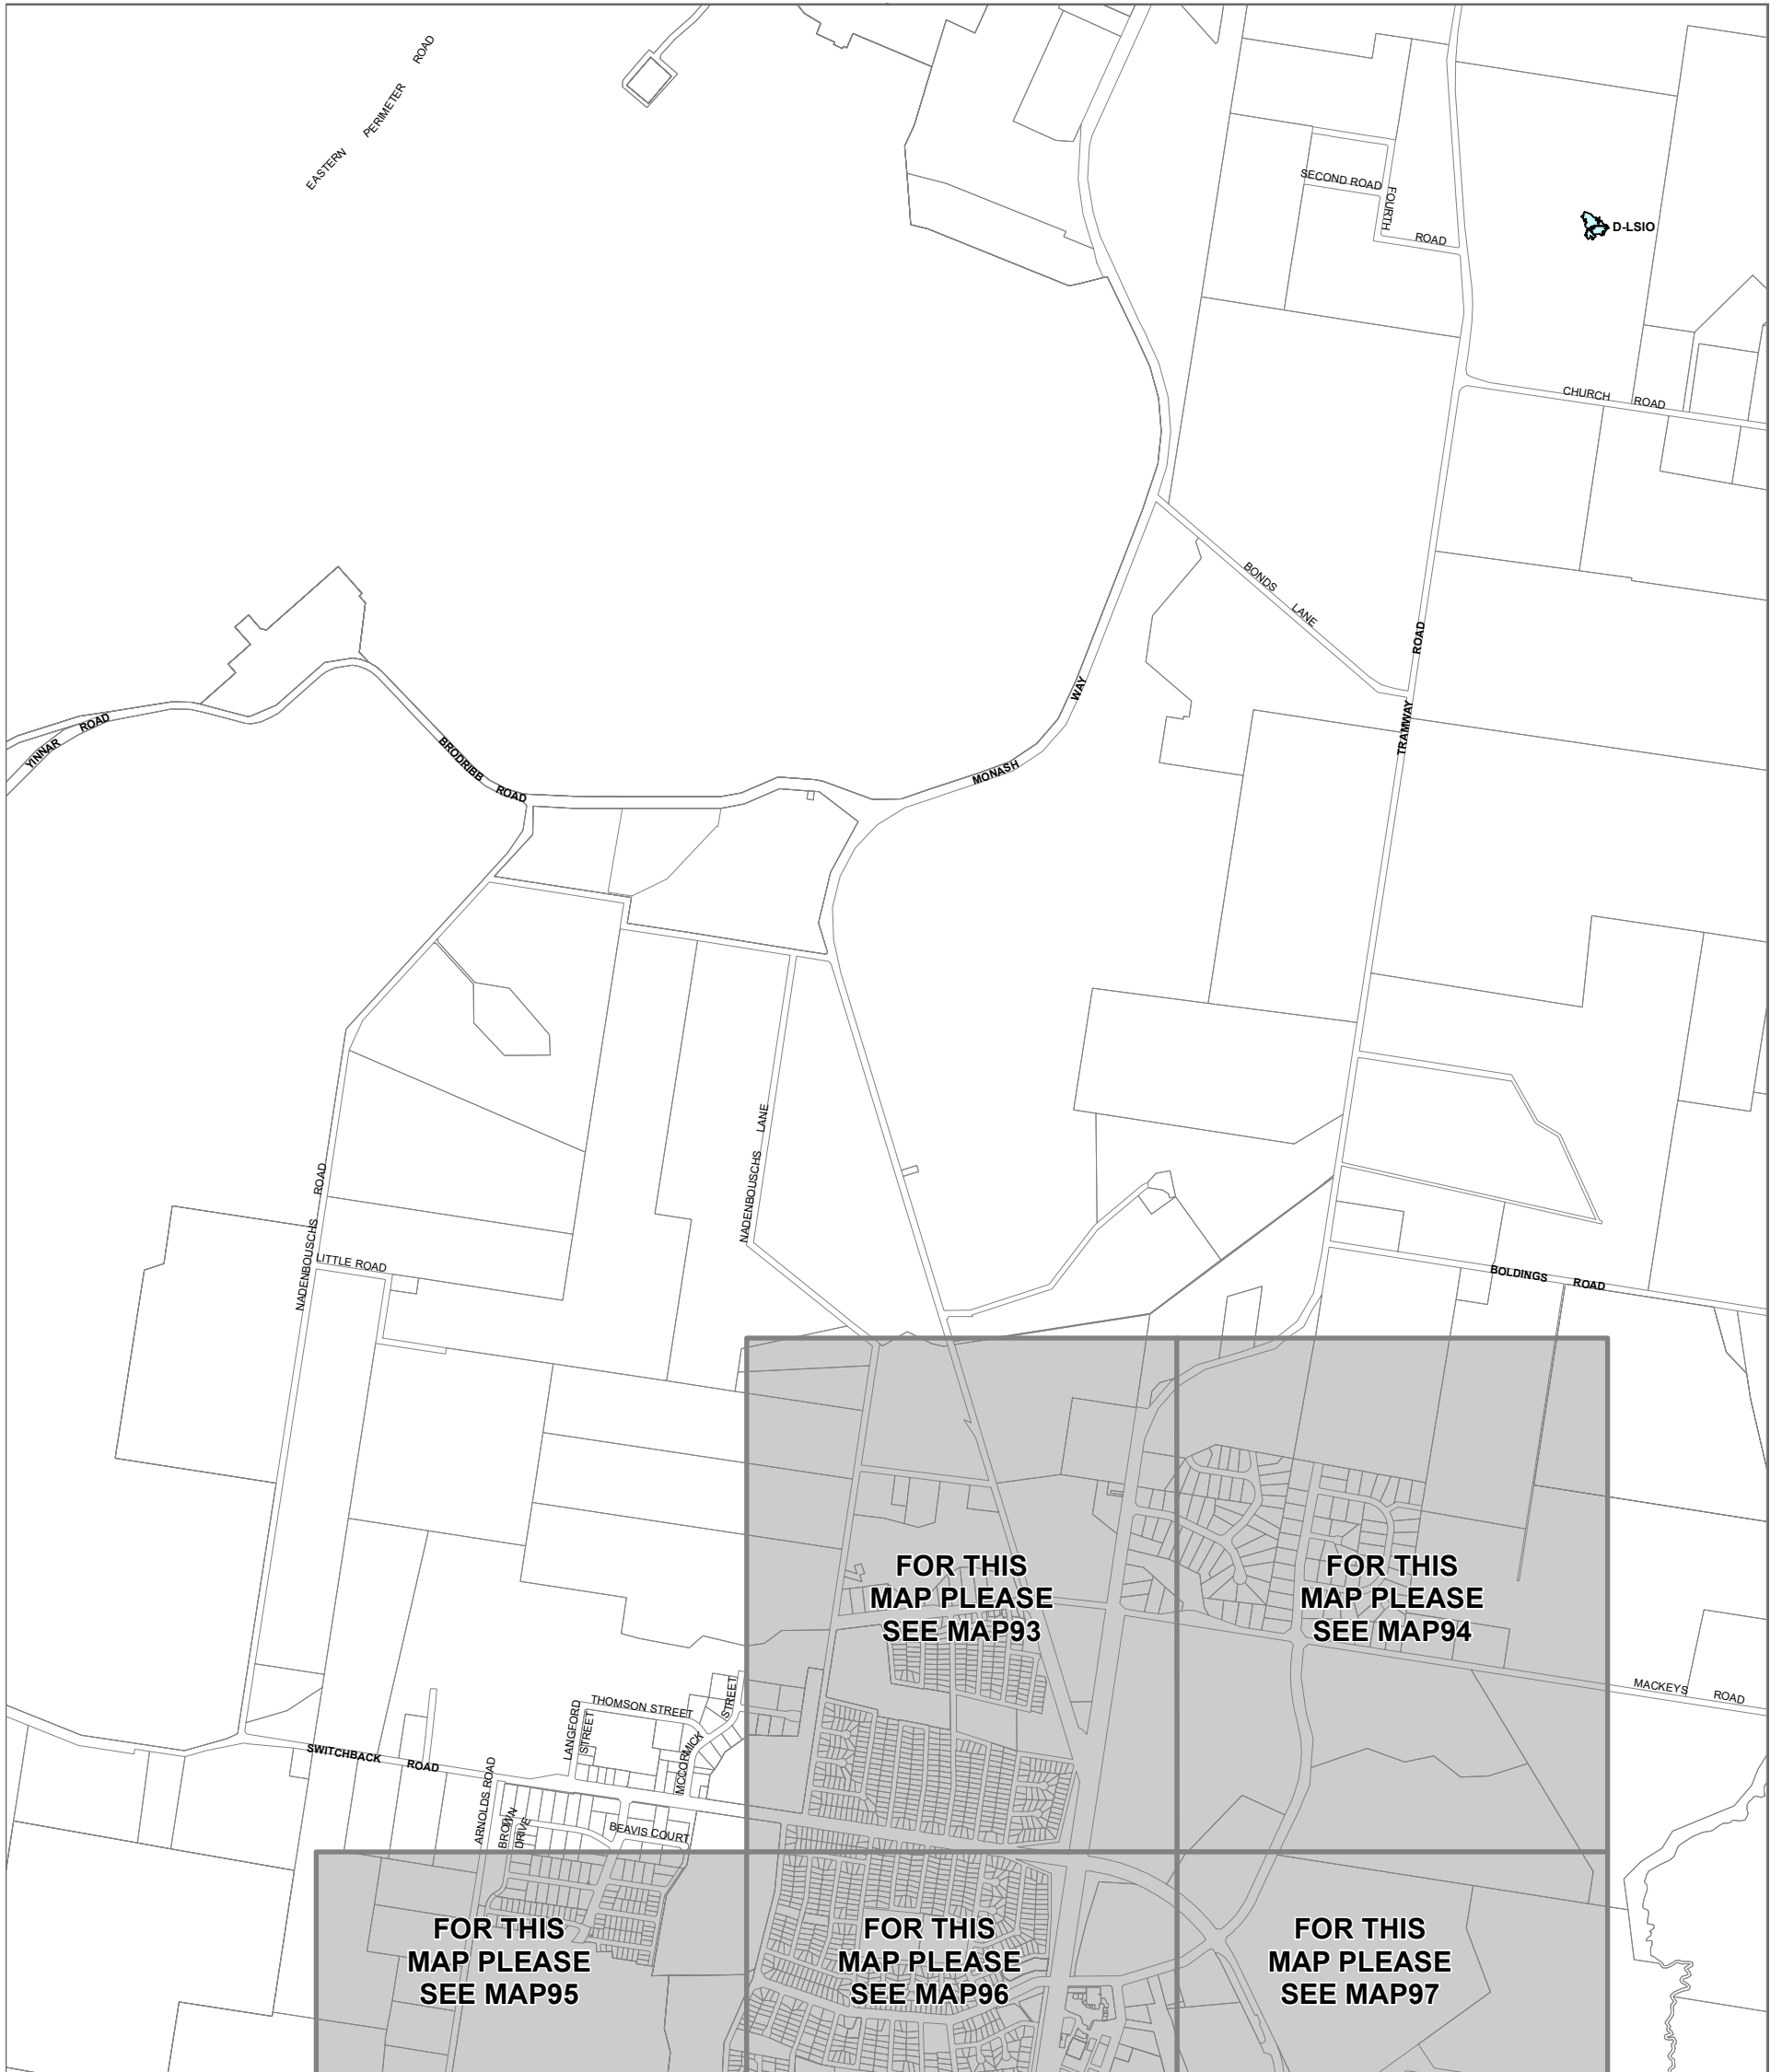 EASTERN PERIMETER ROAD
SECOND ROAD
FOURTH ROAD
D-LSIO
CHURCH ROAD
BONDS LANE
TRAMWAY ROAD
MONASH WAY
YINNAR ROAD
BRODRIBB ROAD
NADENBOUSCHS LANE
NADENBOUSCHS ROAD
LITTLE ROAD
BOLDINGS ROAD
FOR THIS
MAP PLEASE
SEE MAP93
FOR THIS
MAP PLEASE
SEE MAP94
MACKEYS ROAD
THOMSON STREET
LANGFORD STREET
MCCORMICK STREET
SWITCHBACK ROAD
ARNOLDS ROAD
BROWN DRIVE
BEAVIS COURT
FOR THIS
MAP PLEASE
SEE MAP95
FOR THIS
MAP PLEASE
SEE MAP96
FOR THIS
MAP PLEASE
SEE MAP97